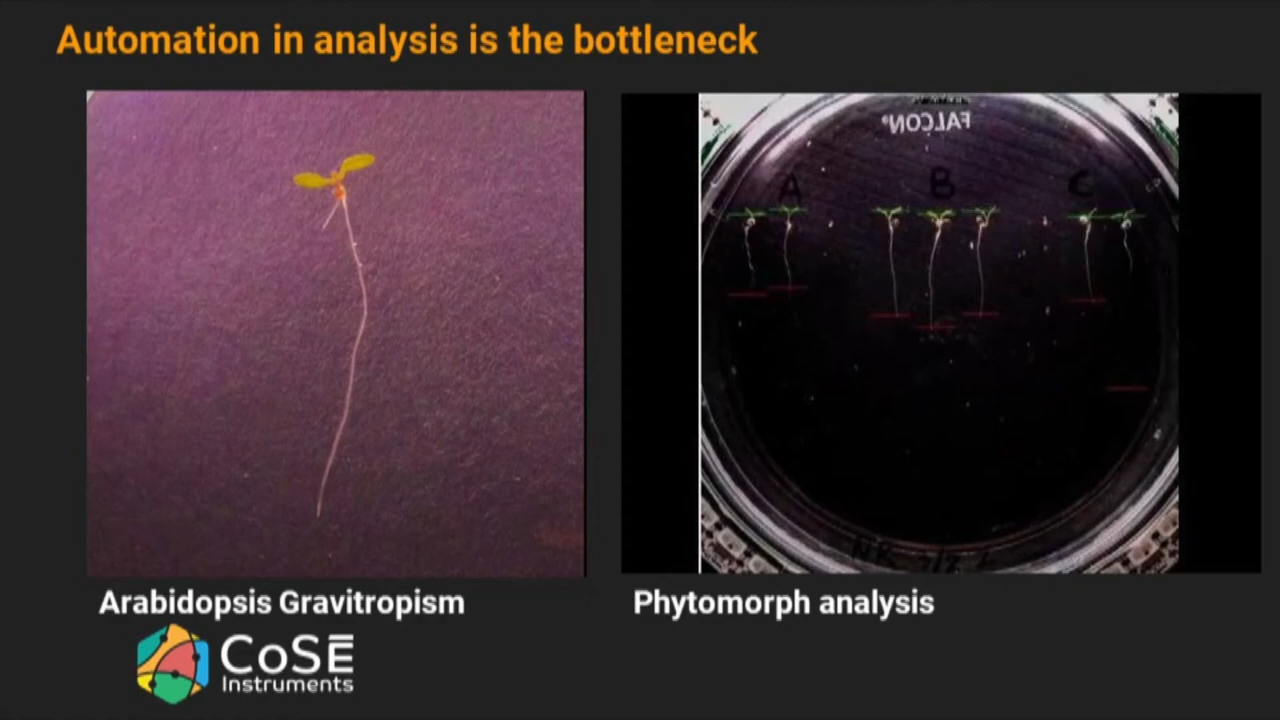 Automation in analysis is the bottleneck
FALCON®
A B C
Arabidopsis Gravitropism
Phytomorph analysis
CoSE
Instruments